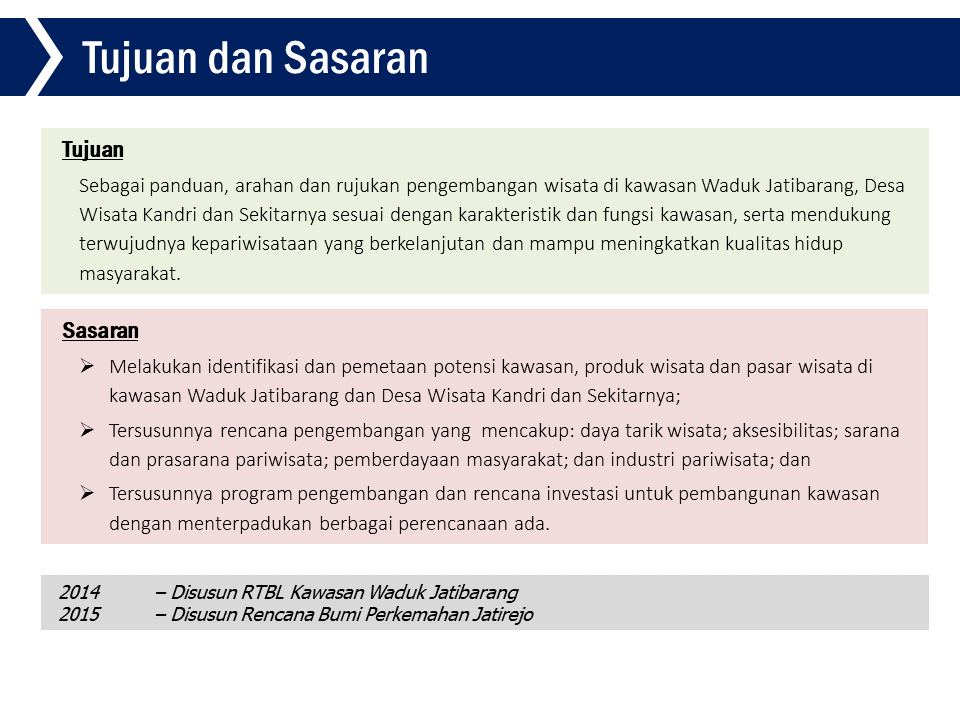 Tujuan dan Sasaran
Tujuan
Sebagai panduan, arahan dan rujukan pengembangan wisata di kawasan Waduk Jatibarang, Desa
Wisata Kandri dan Sekitarnya sesuai dengan karakteristik dan fungsi kawasan, serta mendukung
terwujudnya kepariwisataan yang berkelanjutan dan mampu meningkatkan kualitas hidup
masyarakat.
Sasaran
➢ Melakukan identifikasi dan pemetaan potensi kawasan, produk wisata dan pasar wisata di
kawasan Waduk Jatibarang dan Desa Wisata Kandri dan Sekitarnya;
➢ Tersusunnya rencana pengembangan yang  mencakup: daya tarik wisata; aksesibilitas; sarana
dan prasarana pariwisata; pemberdayaan masyarakat; dan industri pariwisata; dan
➢ Tersusunnya program pengembangan dan rencana investasi untuk pembangunan kawasan
dengan menterpadukan berbagai perencanaan ada.
2014 – Disusun RTBL Kawasan Waduk Jatibarang
2015 – Disusun Rencana Bumi Perkemahan Jatirejo